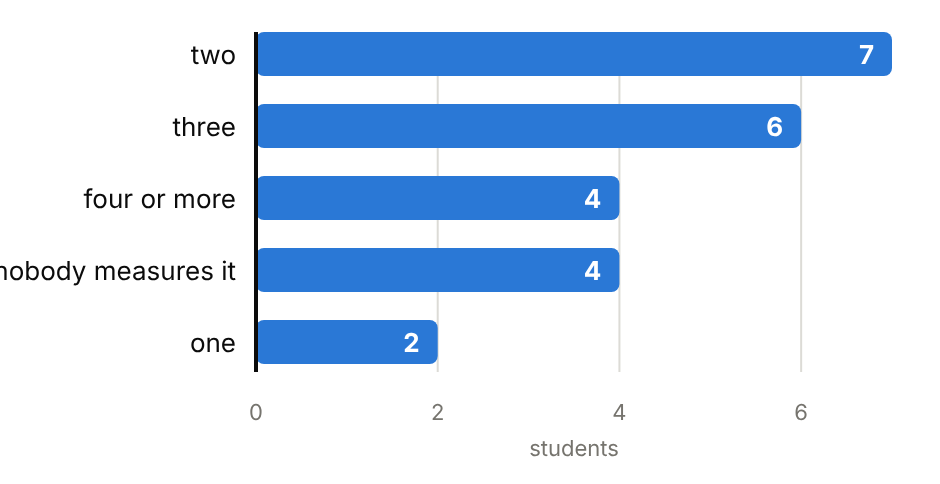 two
7
three
6
four or more
4
nobody measures it
4
one
2
0 2 4 6
students